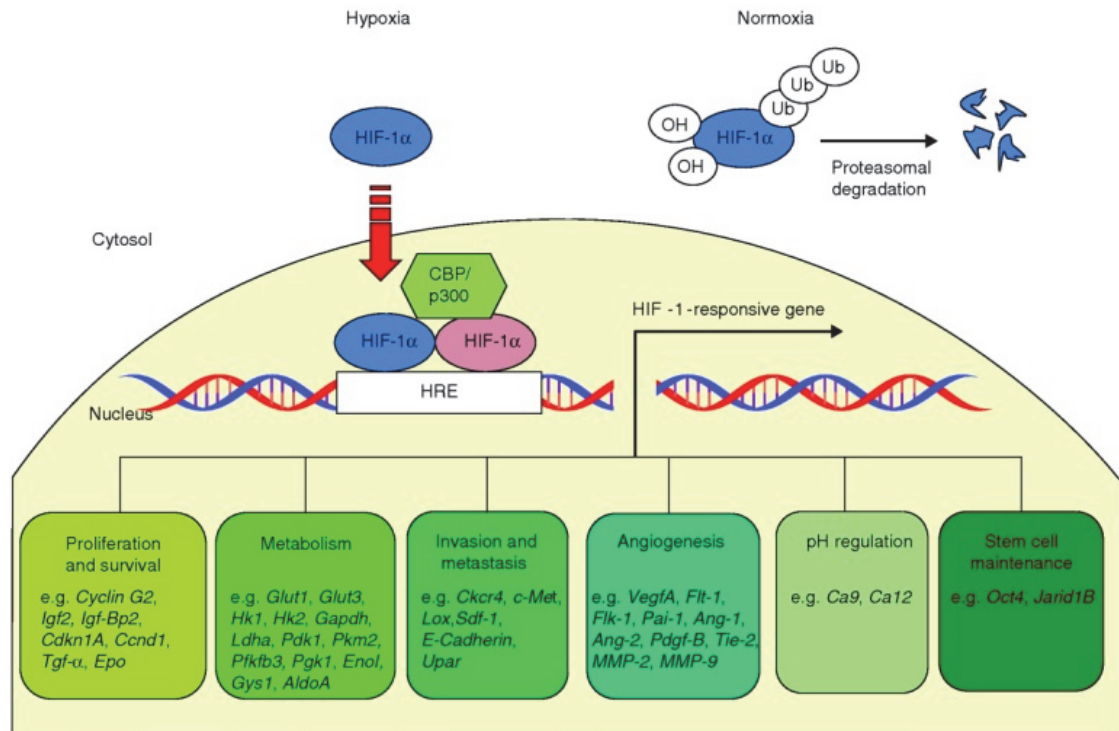 Hypoxia
Normoxia
Ub
Ub
Ub
OH
OH
HIF-1α
HIF-1α
Proteasomal
degradation
Cytosol
CBP/
p300
HIF -1-responsive gene
HIF-1α
HIF-1α
HRE
Nucleus
Proliferation
and survival
e.g. Cyclin G2,
Igf2, Igf-Bp2,
Cdkn1A, Ccnd1,
Tgf-α, Epo
Metabolism
e.g. Glut1, Glut3,
Hk1, Hk2, Gapdh,
Ldha, Pdk1, Pkm2,
Pfkfb3, Pgk1, Enol,
Gys1, AldoA
Invasion and
metastasis
e.g. Ckcr4, c-Met,
Lox,Sdf-1,
E-Cadherin,
Upar
Angiogenesis
e.g. VegfA, Flt-1,
Flk-1, Pai-1, Ang-1,
Ang-2, Pdgf-B, Tie-2,
MMP-2, MMP-9
pH regulation
e.g. Ca9, Ca12
Stem cell
maintenance
e.g. Oct4, Jarid1B